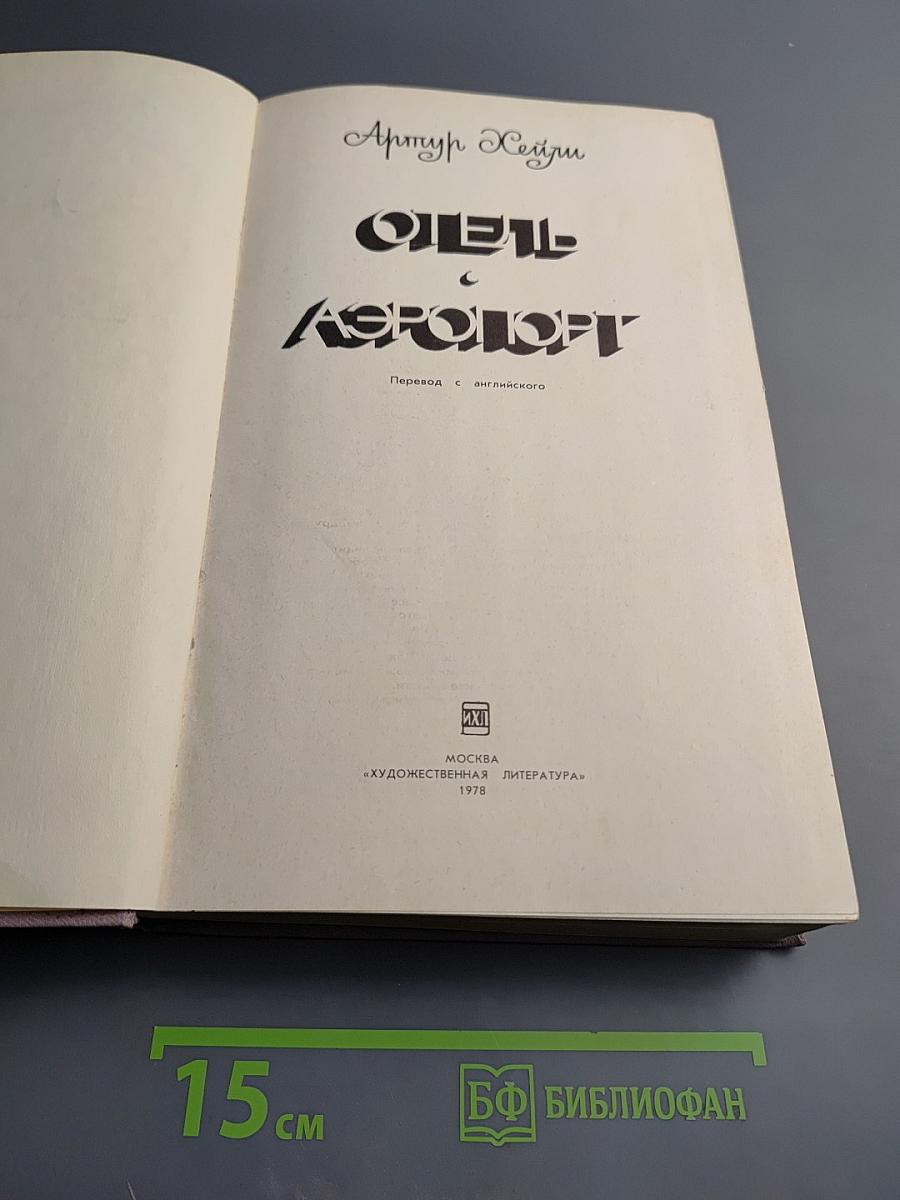 Артур Хейли
ОТЕЛЬ
АЭРОПОРТ
Перевод с английского
ИХЛ
МОСКВА
«ХУДОЖЕСТВЕННАЯ ЛИТЕРАТУРА»
1978
15 см
БФ БИБЛИОФАН